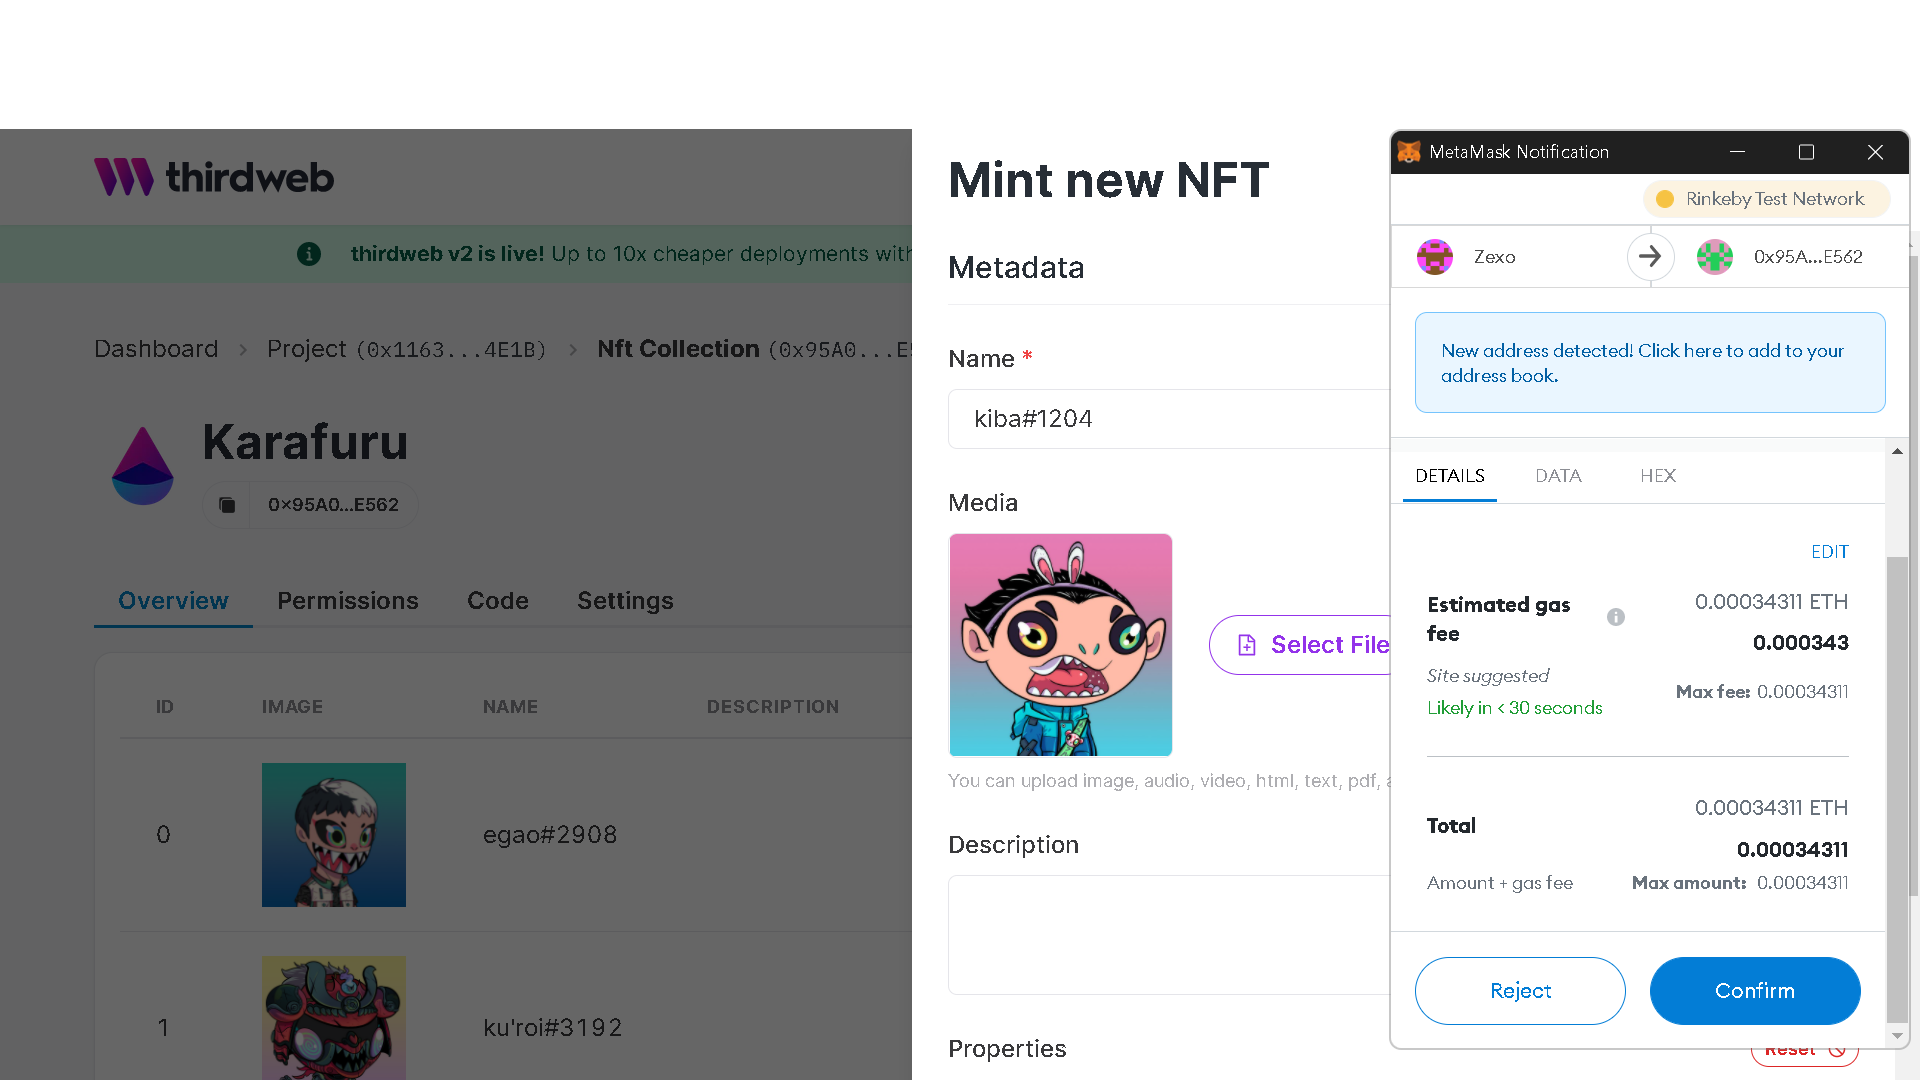 thirdweb
thirdweb v2 is live! Up to 10x cheaper deployments with
Dashboard > Project (0x1163...4E1B) > Nft Collection (0x95A0...E5
Karafuru
0×95A0...E562
Overview Permissions Code Settings
ID IMAGE NAME DESCRIPTION
0 egao#2908
1 ku'roi#3192
Mint new NFT
Metadata
Name *
kiba#1204
Media
Select File
You can upload image, audio, video, html, text, pdf,
Description
Properties
Reset
MetaMask Notification
Rinkeby Test Network
Zexo 0x95A...E562
New address detected! Click here to add to your
address book.
DETAILS DATA HEX
EDIT
Estimated gas
fee
0.00034311 ETH
0.000343
Site suggested
Likely in < 30 seconds
Max fee: 0.00034311
Total
0.00034311 ETH
0.00034311
Amount + gas fee
Max amount: 0.00034311
Reject Confirm